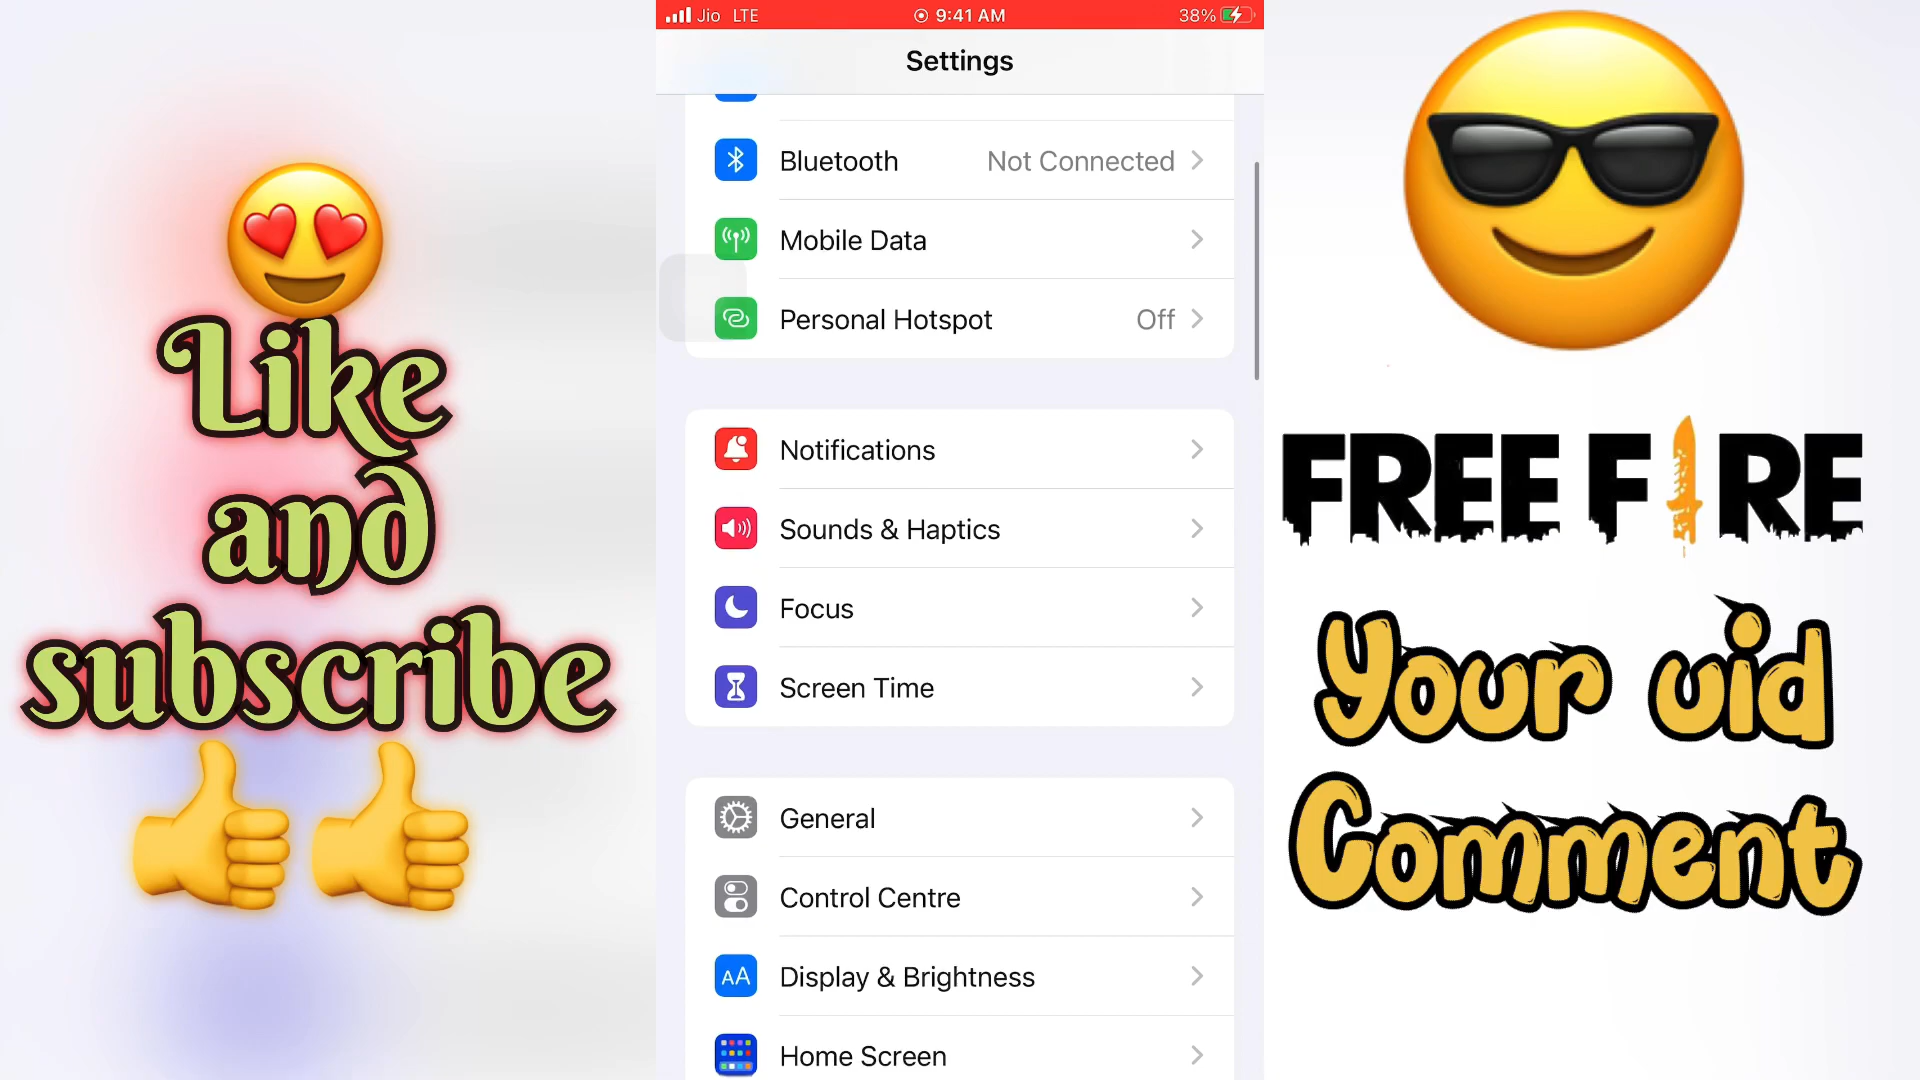 Like
and
subscribe
Jio LTE 9:41 AM 38%
Settings
Bluetooth Not Connected
Mobile Data
Personal Hotspot Off
Notifications
Sounds & Haptics
Focus
Screen Time
General
Control Centre
AA Display & Brightness
Home Screen
FREE FIRE
Your uid
Comment